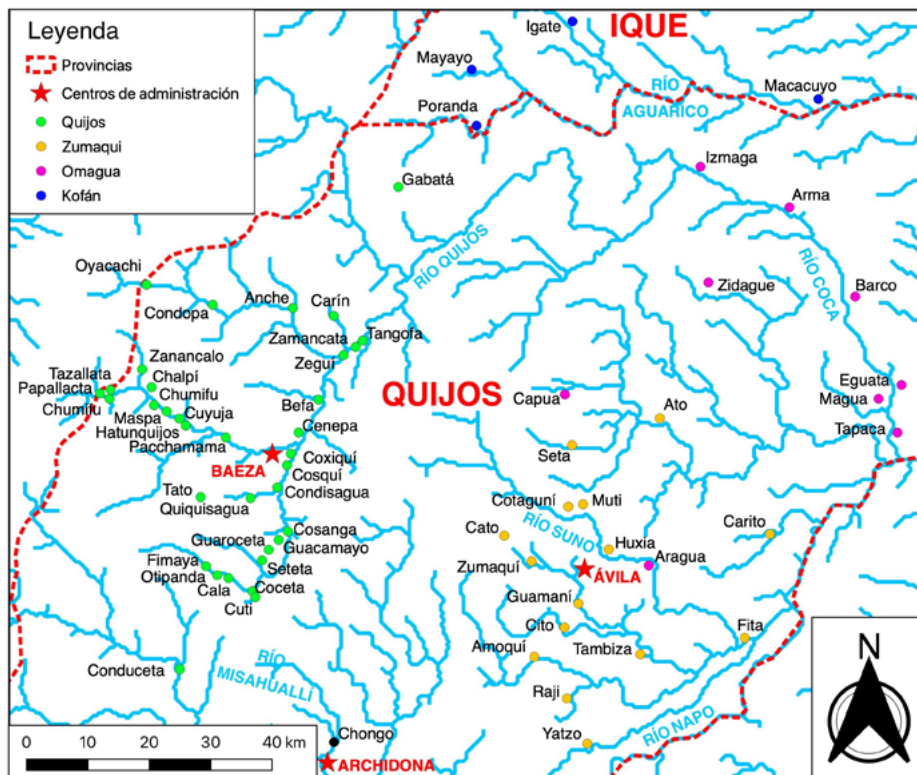 Leyenda
Provincias
Centros de administración
Quijos
Zumaqui
Omagua
Kofán
IQUE
Igate
Mayayo
RÍO
AGUARICO
Macacuyo
Poranda
Izmaga
Gabatá
Arma
RÍO QUIJOS
Oyacachi
Zidague
RÍO COCA
Barco
Condopa
Anche
Carín
Zamancata
Tangofa
Zeguí
Zanancalo
Tazallata
Papallacta
Chalpí
Chumifu
Chumifu
Maspa
Cuyuja
Hatunquijos
Pacchamama
Befa
QUIJOS
Capua
Ato
Eguata
Magua
Tapaca
Cenepa
BAEZA
Coxiquí
Cosquí
Condisagua
Seta
Tato
Quiquisagua
Cotaguní
Muti
RÍO SUNO
Cato
Huxia
Carito
Cosanga
Guaroceta
Guacamayo
Seteta
Fimaya
Otipanda
Cala
Coceta
Cuti
Zumaquí
Aragua
ÁVILA
Guamaní
Cito
Fita
Amoquí
Tambiza
Conduceta
RÍO
MISAHUALLÍ
Raji
Yatzo
RÍO NAPO
N
Chongo
ARCHIDONA
0 10 20 30 40 km